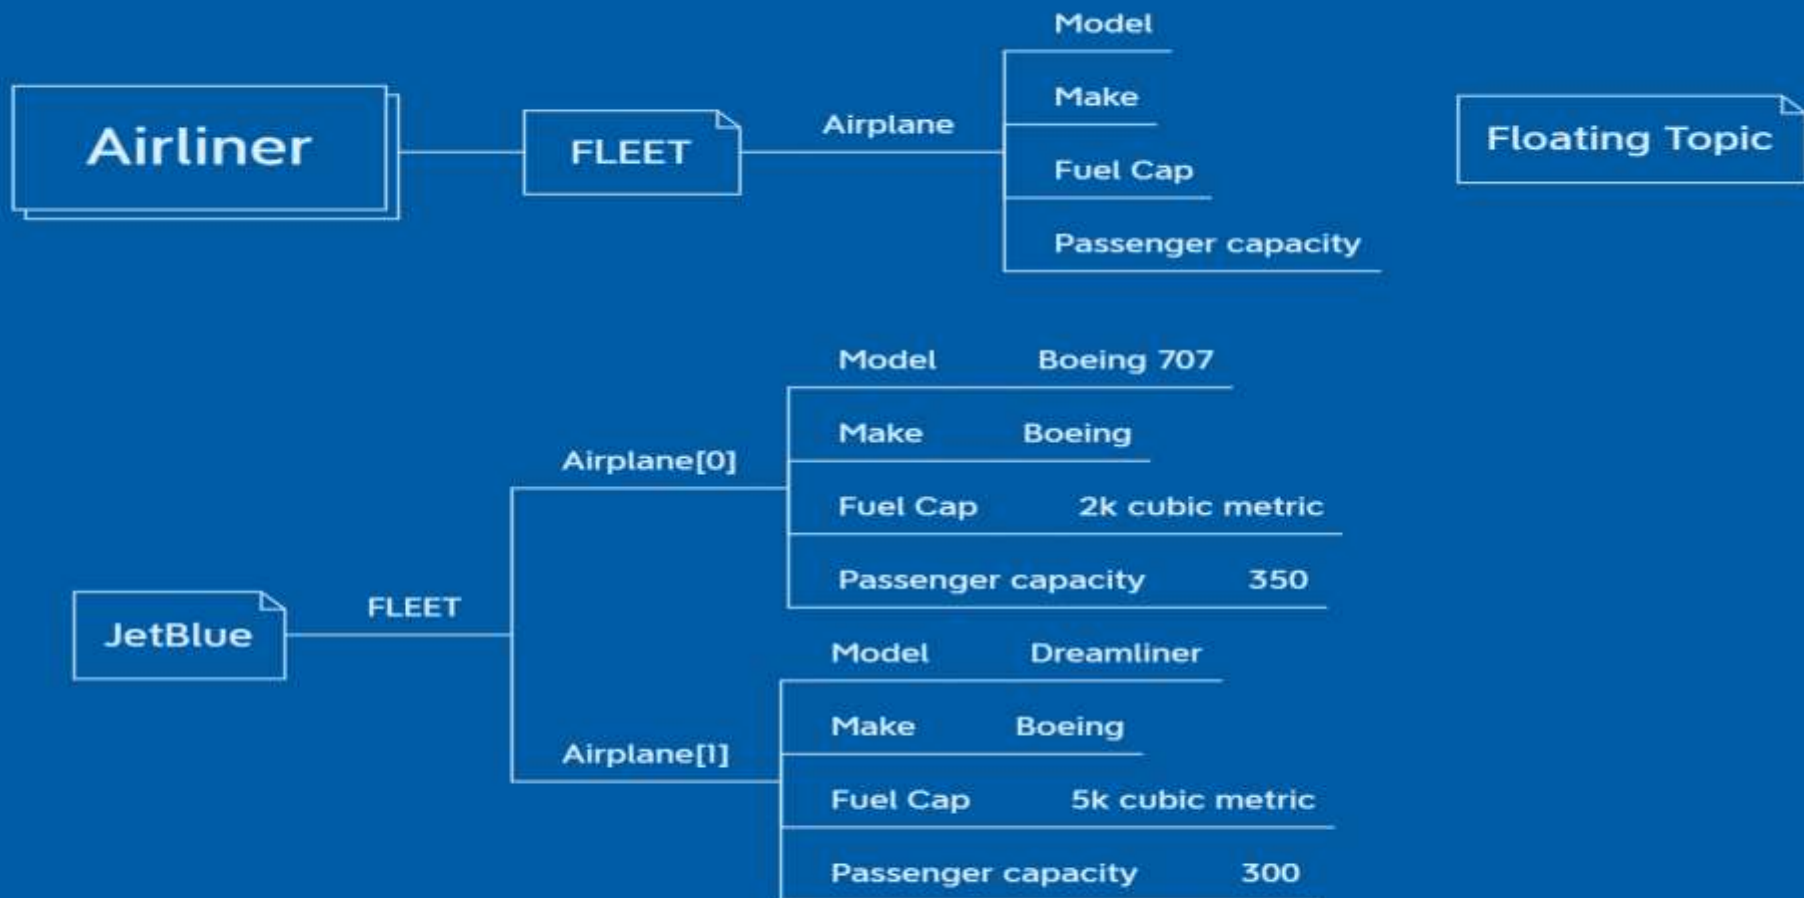 Model
Make
Airliner
FLEET
Airplane
Fuel Cap
Passenger capacity
Floating Topic
Model Boeing 707
Make Boeing
Airplane[0]
Fuel Cap 2k cubic metric
Passenger capacity 350
JetBlue
FLEET
Model Dreamliner
Make Boeing
Airplane[1]
Fuel Cap 5k cubic metric
Passenger capacity 300